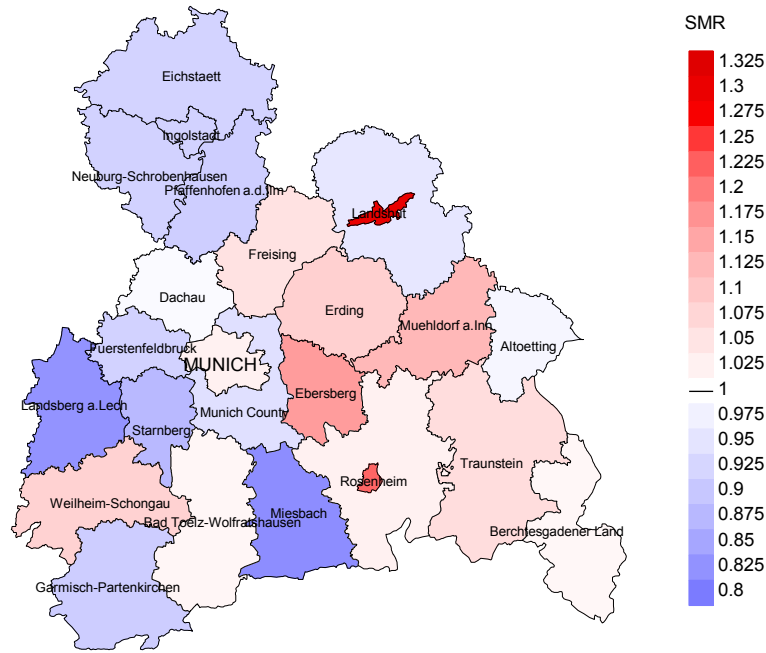 SMR
Eichstaett
Ingolstadt
Neuburg-Schrobenhausen
Pfaffenhofen a.d.Ilm
Landshut
Freising
Dachau
Erding
Muehldorf a.Inn
Altoetting
Fuerstenfeldbruck
MUNICH
Ebersberg
Landsberg a.Lech
Munich County
Starnberg
Traunstein
Rosenheim
Weilheim-Schongau
Miesbach
Bad Toelz-Wolfratshausen
Berchtesgadener Land
Garmisch-Partenkirchen
1.325
1.3
1.275
1.25
1.225
1.2
1.175
1.15
1.125
1.1
1.075
1.05
1.025
1
0.975
0.95
0.925
0.9
0.875
0.85
0.825
0.8